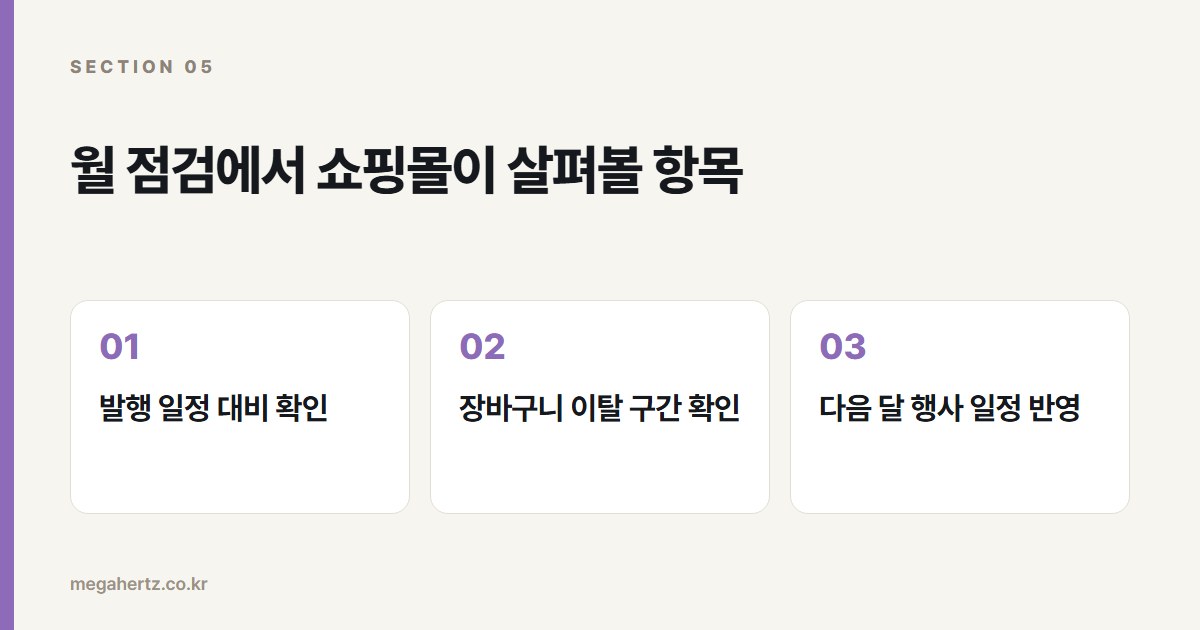 SECTION 05
월 점검에서 쇼핑몰이 살펴볼 항목
01
발행 일정 대비 확인
02
장바구니 이탈 구간 확인
03
다음 달 행사 일정 반영
megahertz.co.kr